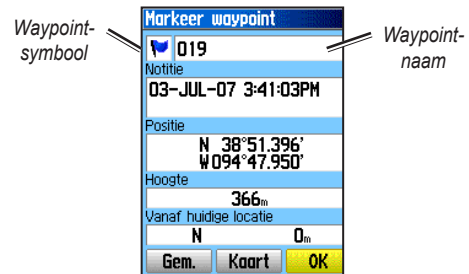 Markeer waypoint
Waypoint-
symbool
019
Waypoint-
naam
Notitie
03-JUL-07 3:41:03PM
Positie
N 38°51.396'
W094°47.950'
Hoogte
366m
Vanaf huidige locatie
N 0m
Gem. Kaart OK